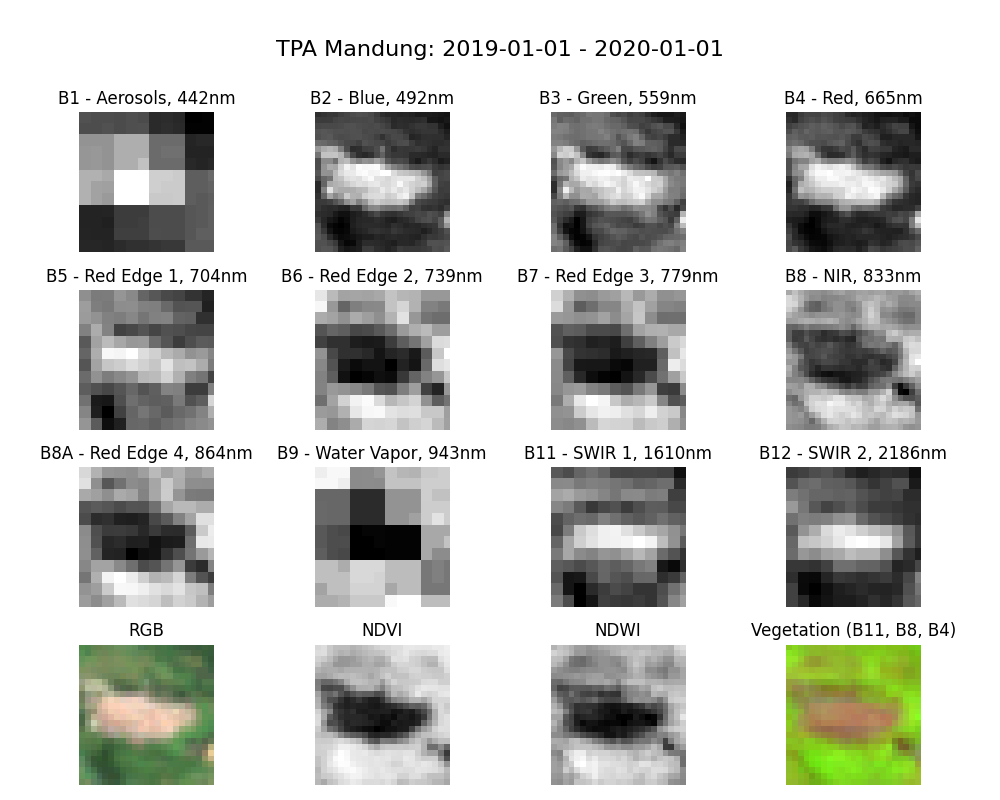 TPA Mandung: 2019-01-01 - 2020-01-01
B1 - Aerosols, 442nm
B2 - Blue, 492nm
B3 - Green, 559nm
B4 - Red, 665nm
B5 - Red Edge 1, 704nm
B6 - Red Edge 2, 739nm
B7 - Red Edge 3, 779nm
B8 - NIR, 833nm
B8A - Red Edge 4, 864nm
B9 - Water Vapor, 943nm
B11 - SWIR 1, 1610nm
B12 - SWIR 2, 2186nm
RGB
NDVI
NDWI
Vegetation (B11, B8, B4)